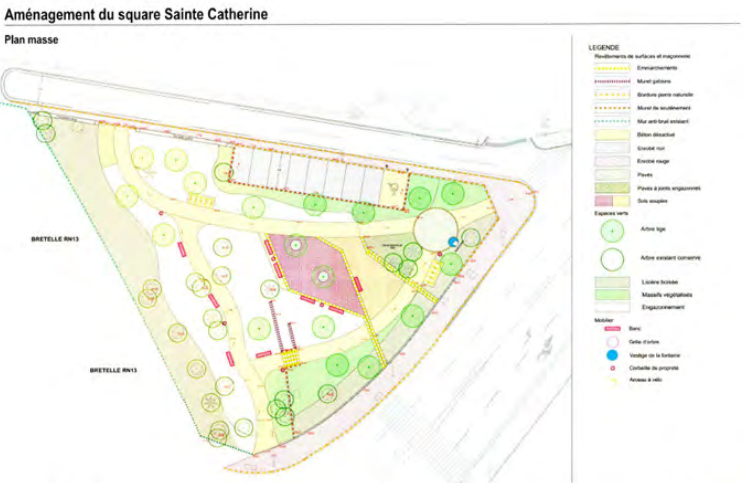 Aménagement du square Sainte Catherine
Plan masse
BRETELLE RN13
BRETELLE RN13
LEGENDE
Revêtements de surfaces et maçonnerie
Emmarchements
Muret gabions
Bordure pierre naturelle
Muret de soutènement
Mur anti-bruit existant
Béton désactivé
Enrobé noir
Enrobé rouge
Pavés
Pavés à joints engazonnés
Sols souples
Espaces verts
Arbre tige
Arbre existant conservé
Lisière boisée
Massifs végétalisés
Engazonnement
Mobilier
Banc
Grille d'arbre
Vestige de la fontaine
Corbeille de propreté
Arceau à vélo